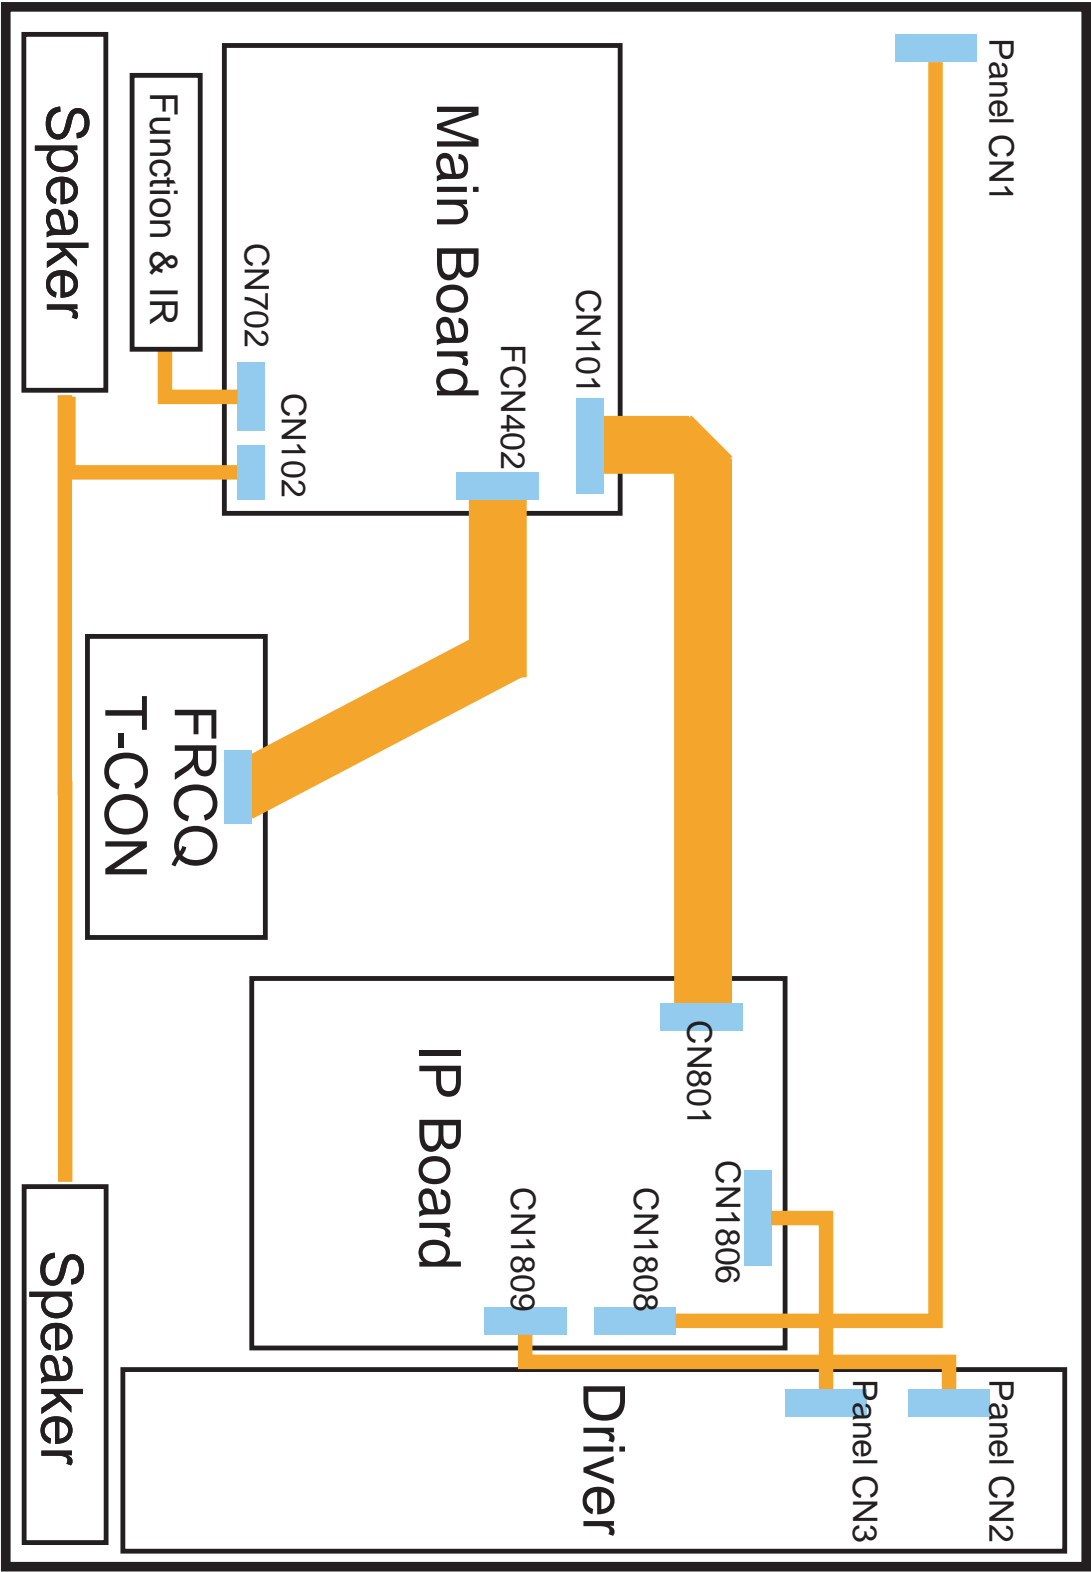 Panel CN1
Main Board
CN101
FCN402
CN702
CN102
Function & IR
Speaker
FRCQ
T-CON
IP Board
CN801
CN1806
CN1808
CN1809
Driver
Panel CN2
Panel CN3
Speaker